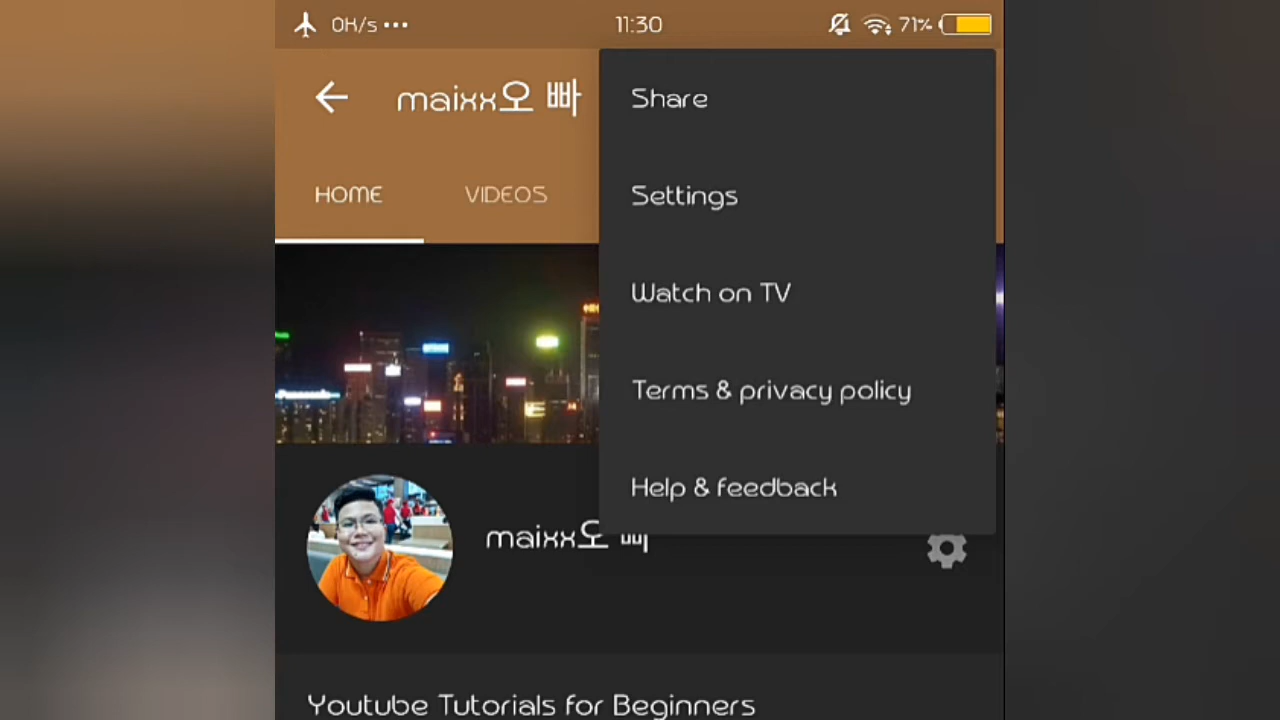 0K/s ... 11:30 71%
maixx오 빠
HOME VIDEOS
Share
Settings
Watch on TV
Terms & privacy policy
Help & feedback
maixx오
Youtube Tutorials for Beginners